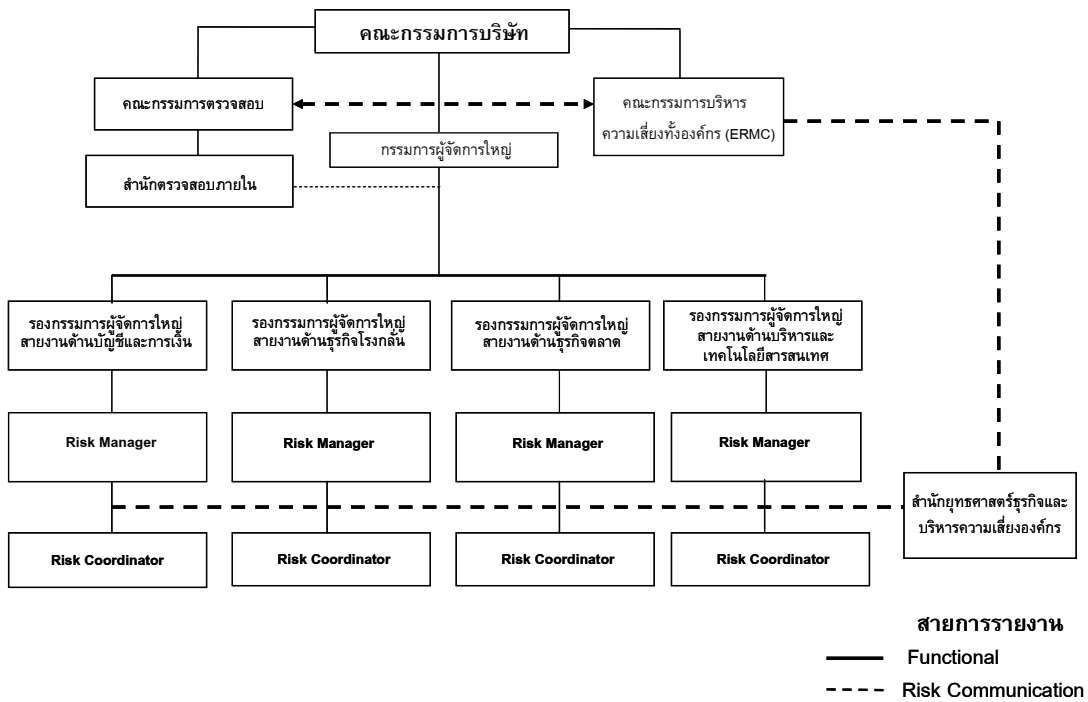 คณะกรรมการบริษัท
คณะกรรมการตรวจสอบ
คณะกรรมการบริหาร
ความเสี่ยงทั้งองค์กร (ERMC)
กรรมการผู้จัดการใหญ่
สำนักตรวจสอบภายใน
รองกรรมการผู้จัดการใหญ่
สายงานด้านบัญชีและการเงิน
รองกรรมการผู้จัดการใหญ่
สายงานด้านธุรกิจโรงกลั่น
รองกรรมการผู้จัดการใหญ่
สายงานด้านธุรกิจตลาด
รองกรรมการผู้จัดการใหญ่
สายงานด้านบริหารและ
เทคโนโลยีสารสนเทศ
Risk Manager
Risk Manager
Risk Manager
Risk Manager
สำนักยุทธศาสตร์ธุรกิจและ
บริหารความเสี่ยงองค์กร
Risk Coordinator
Risk Coordinator
Risk Coordinator
Risk Coordinator
สายการรายงาน
Functional
Risk Communication